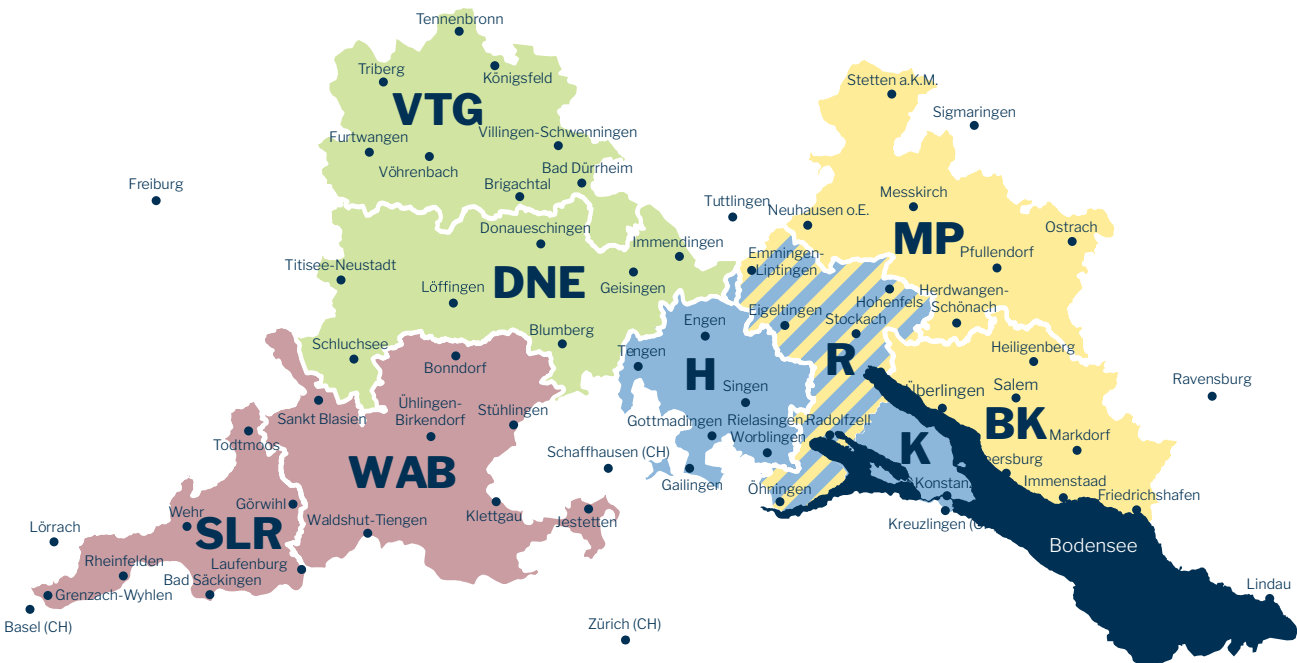 Tennenbronn
Triberg
Königsfeld
VTG
Furtwangen
Villingen-Schwenningen
Vöhrenbach
Bad Dürrheim
Brigachtal
Freiburg
Stetten a.K.M.
Sigmaringen
Messkirch
Tuttlingen
Neuhausen o.E.
MP
Ostrach
Pfullendorf
Donaueschingen
Immendingen
Titisee-Neustadt
DNE
Löffingen
Geisingen
Emmingen-
Liptingen
Herdwangen-
Schönach
Hohenfels
Eigeltingen
Stockach
Engen
Blumberg
Schluchsee
Tengen
Bonndorf
H
R
Heiligenberg
Ravensburg
Singen
Überlingen
Salem
Ühlingen-
Birkendorf
Stühlingen
Sankt Blasien
Gottmadingen
Rielasingen
Worblingen
Radolfzell
BK
Markdorf
Todtmoos
K
Schaffhausen (CH)
eersburg
WAB
Gailingen
Öhningen
Konstan
Immenstaad
Friedrichshafen
Görwihl
Wehr
SLR
Waldshut-Tiengen
Klettgau
Jestetten
Kreuzlingen (C
Lörrach
Bodensee
Rheinfelden
Laufenburg
Bad Säckingen
Grenzach-Wyhlen
Lindau
Basel (CH)
Zürich (CH)